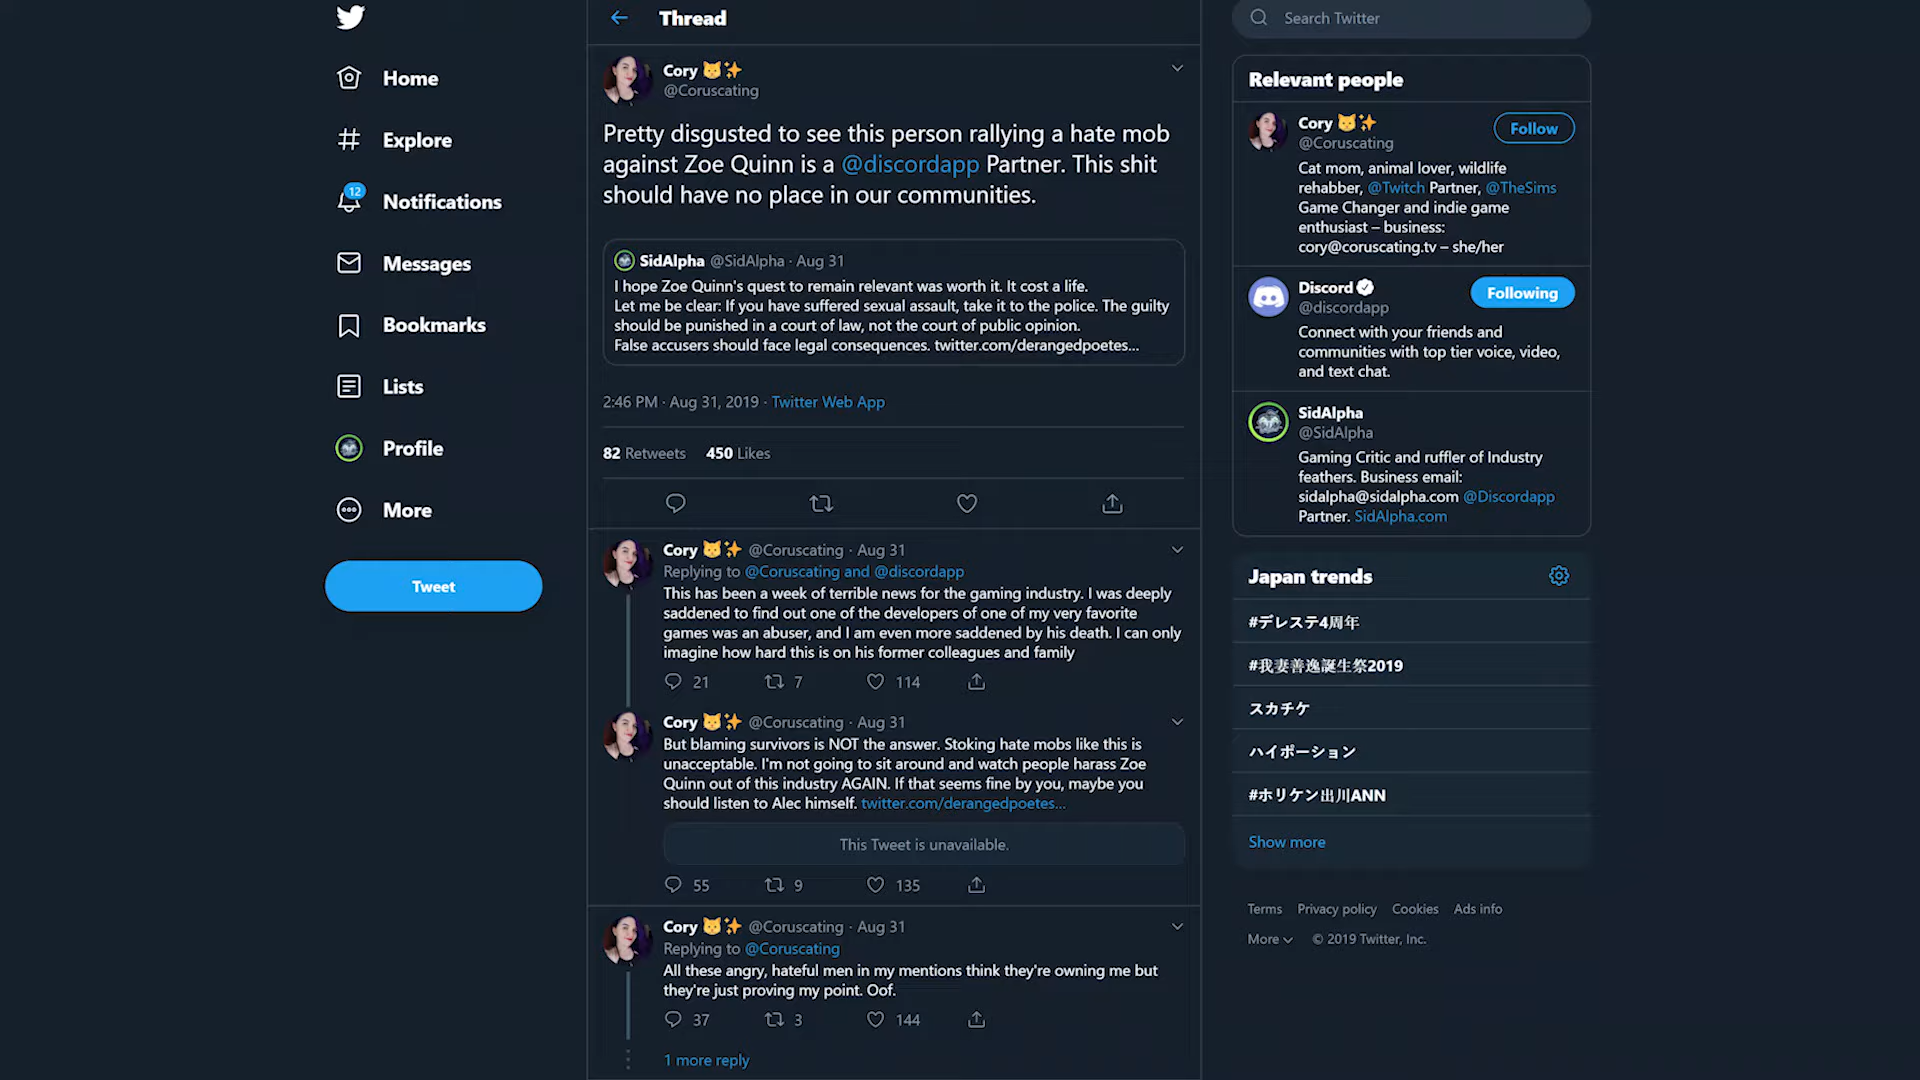 Home
Explore
12
Notifications
Messages
Bookmarks
Lists
Profile
More
Tweet
Thread
Cory 🐱✨
@Coruscating
Pretty disgusted to see this person rallying a hate mob
against Zoe Quinn is a @discordapp Partner. This shit
should have no place in our communities.
SidAlpha @SidAlpha · Aug 31
I hope Zoe Quinn's quest to remain relevant was worth it. It cost a life.
Let me be clear: If you have suffered sexual assault, take it to the police. The guilty
should be punished in a court of law, not the court of public opinion.
False accusers should face legal consequences. twitter.com/derangedpoetes...
2:46 PM · Aug 31, 2019 · Twitter Web App
82 Retweets 450 Likes
Cory 🐱✨ @Coruscating · Aug 31
Replying to @Coruscating and @discordapp
This has been a week of terrible news for the gaming industry. I was deeply
saddened to find out one of the developers of one of my very favorite
games was an abuser, and I am even more saddened by his death. I can only
imagine how hard this is on his former colleagues and family
21 7 114
Cory 🐱✨ @Coruscating · Aug 31
But blaming survivors is NOT the answer. Stoking hate mobs like this is
unacceptable. I'm not going to sit around and watch people harass Zoe
Quinn out of this industry AGAIN. If that seems fine by you, maybe you
should listen to Alec himself. twitter.com/derangedpoetes...
This Tweet is unavailable.
55 9 135
Cory 🐱✨ @Coruscating · Aug 31
Replying to @Coruscating
All these angry, hateful men in my mentions think they're owning me but
they're just proving my point. Oof.
37 3 144
1 more reply
Search Twitter
Relevant people
Cory 🐱✨
@Coruscating
Follow
Cat mom, animal lover, wildlife
rehabber, @Twitch Partner, @TheSims
Game Changer and indie game
enthusiast – business:
cory@coruscating.tv – she/her
Discord
@discordapp
Following
Connect with your friends and
communities with top tier voice, video,
and text chat.
SidAlpha
@SidAlpha
Gaming Critic and ruffler of Industry
feathers. Business email:
sidalpha@sidalpha.com @Discordapp
Partner. SidAlpha.com
Japan trends
#デレステ4周年
#我妻善逸誕生祭2019
スカチケ
ハイポーション
#ホリケン出川ANN
Show more
Terms Privacy policy Cookies Ads info
More © 2019 Twitter, Inc.